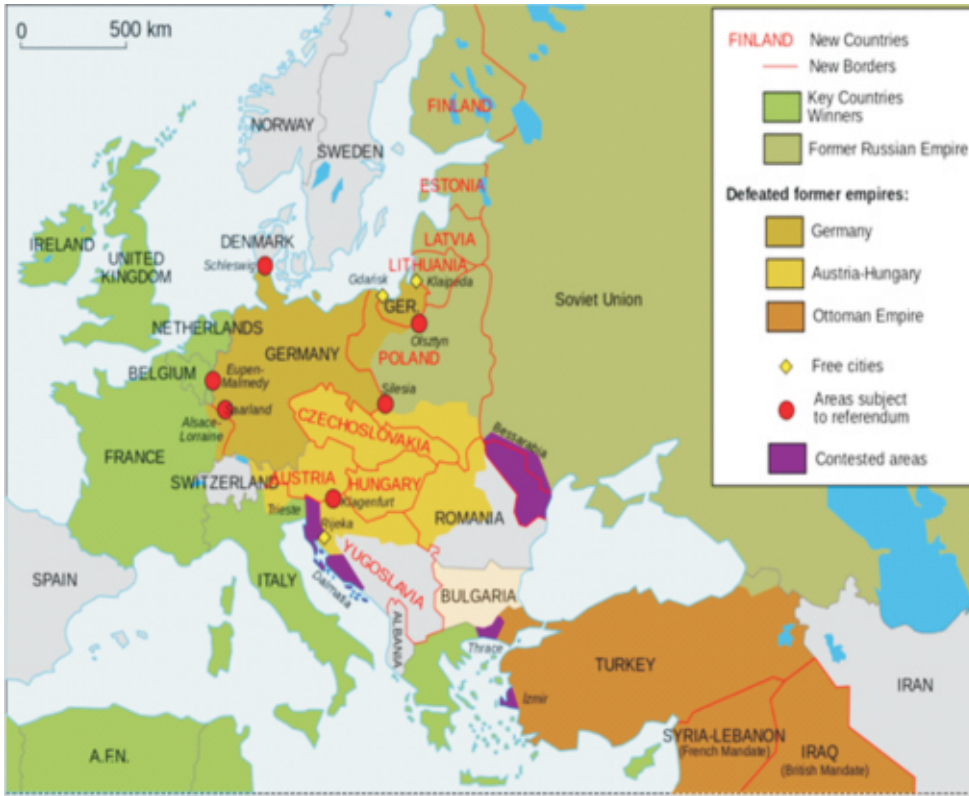 0 500 km
FINLAND New Countries
New Borders
Key Countries
Winners
Former Russian Empire
Defeated former empires:
Germany
Austria-Hungary
Ottoman Empire
Free cities
Areas subject
to referendum
Contested areas
NORWAY
SWEDEN
FINLAND
ESTONIA
LATVIA
LITHUANIA
Klaipeda
DENMARK
Schleswig
IRELAND
UNITED
KINGDOM
Gdańsk
GER.
Olsztyn
Soviet Union
NETHERLANDS
GERMANY
POLAND
BELGIUM
Eupen-
Malmedy
Silesia
Saarland
Alsace-
Lorraine
CZECHOSLOVAKIA
Bessarabia
FRANCE
SWITZERLAND
AUSTRIA
HUNGARY
Klagenfurt
Trieste
Rijeka
ROMANIA
SPAIN
ITALY
YUGOSLAVIA
Dalmatia
BULGARIA
ALBANIA
Thrace
TURKEY
IRAN
Izmir
A.F.N.
SYRIA-LEBANON
(French Mandate)
IRAQ
(British Mandate)